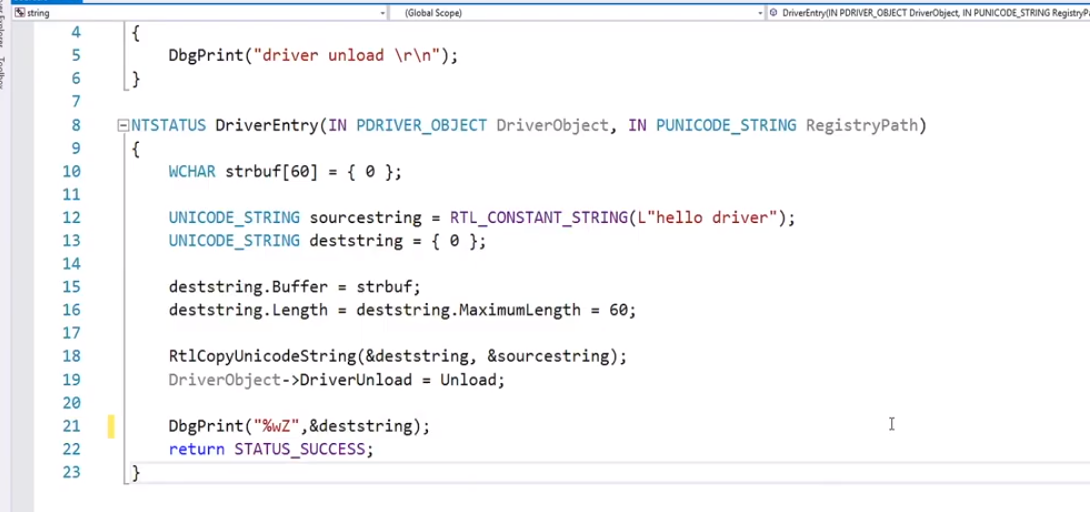 string
(Global Scope)
DriverEntry(IN PDRIVER_OBJECT DriverObject, IN PUNICODE_STRING RegistryPa
Toolbox
4 {
5 DbgPrint("driver unload \r\n");
6 }
7
8 NTSTATUS DriverEntry(IN PDRIVER_OBJECT DriverObject, IN PUNICODE_STRING RegistryPath)
9 {
10 WCHAR strbuf[60] = { 0 };
11
12 UNICODE_STRING sourcestring = RTL_CONSTANT_STRING(L"hello driver");
13 UNICODE_STRING deststring = { 0 };
14
15 deststring.Buffer = strbuf;
16 deststring.Length = deststring.MaximumLength = 60;
17
18 RtlCopyUnicodeString(&deststring, &sourcestring);
19 DriverObject->DriverUnload = Unload;
20
21 DbgPrint("%wZ",&deststring);
22 return STATUS_SUCCESS;
23 }